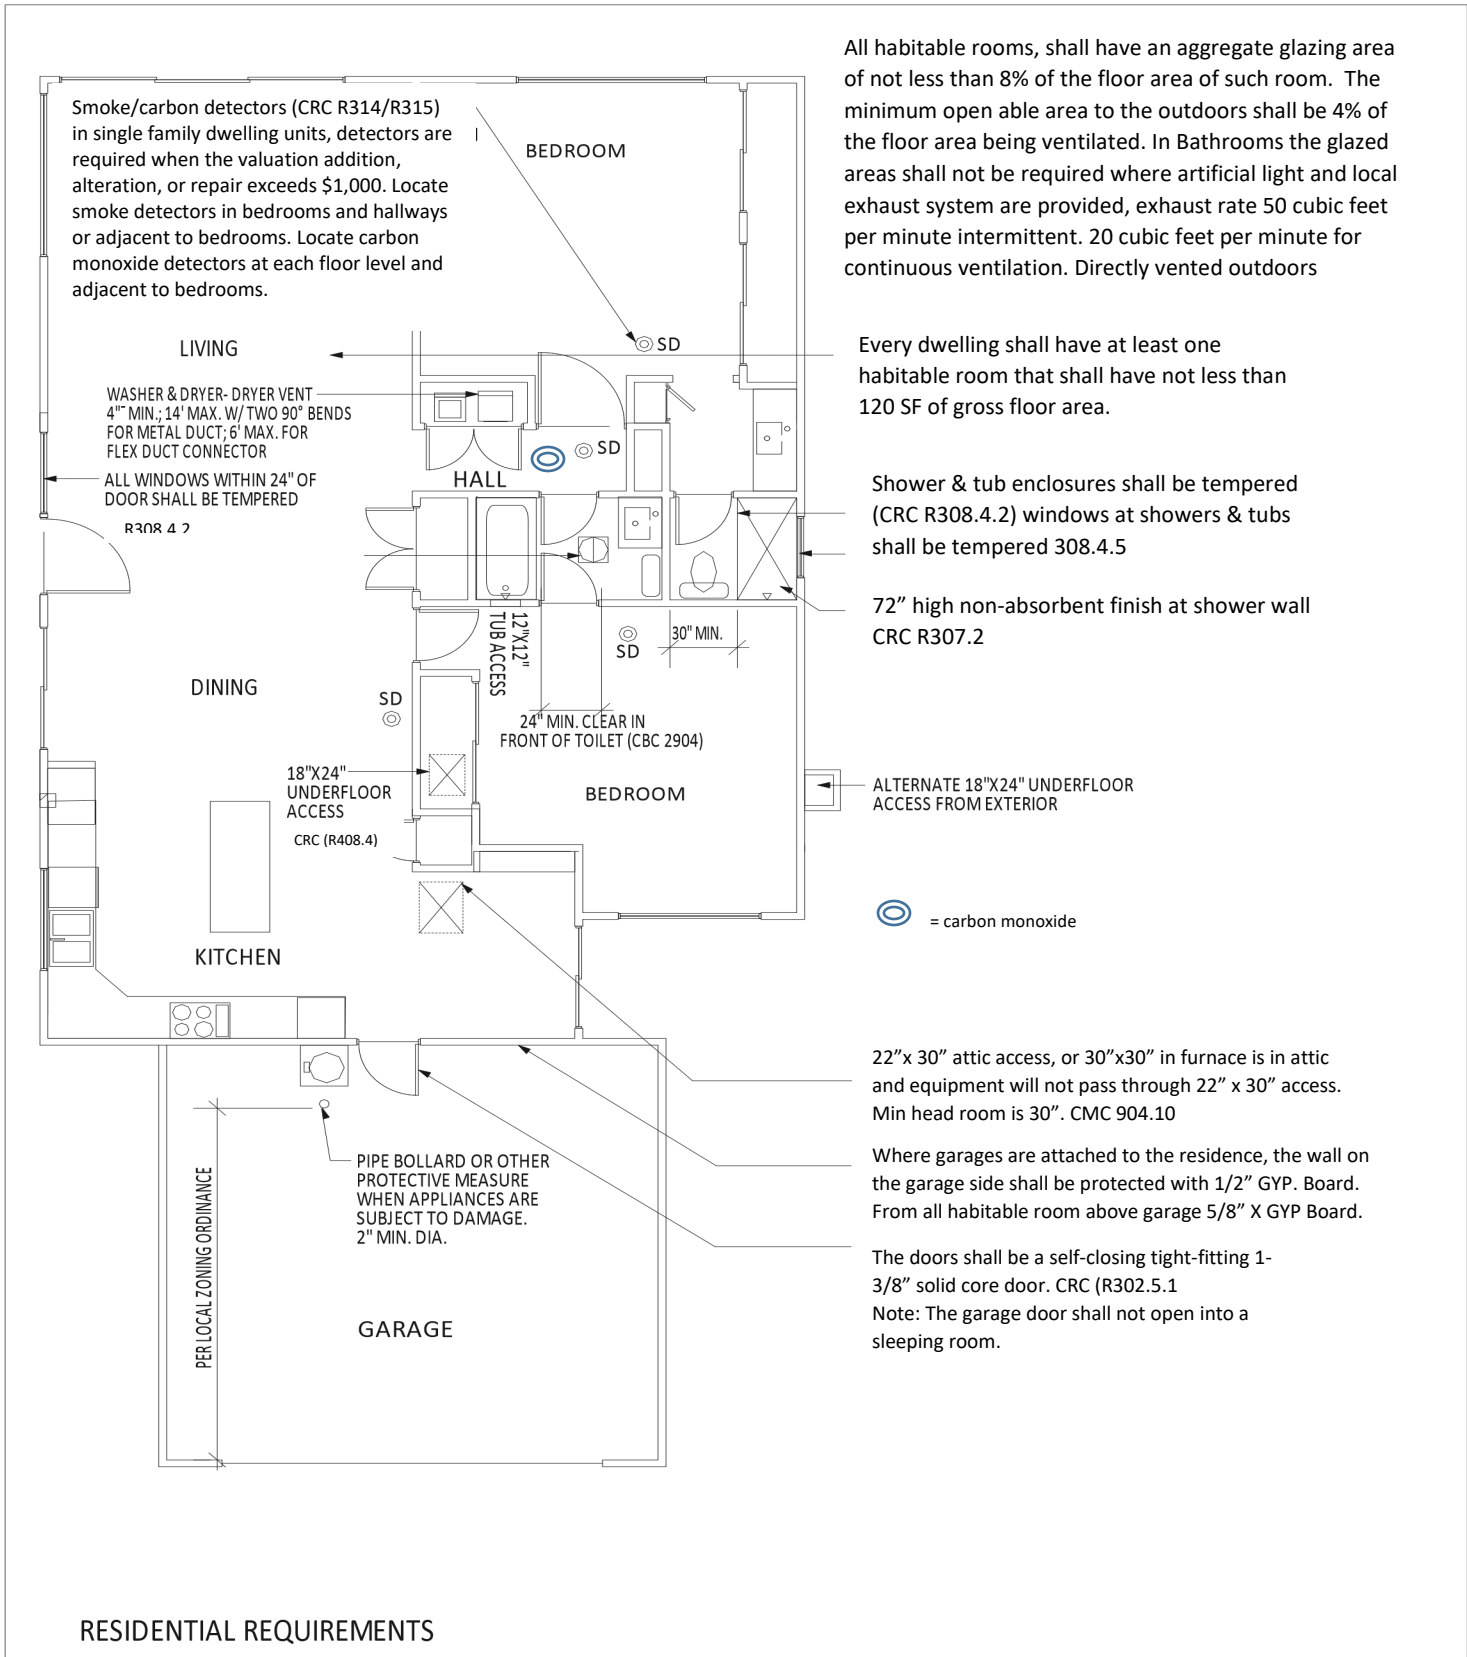 All habitable rooms, shall have an aggregate glazing area
of not less than 8% of the floor area of such room. The
minimum open able area to the outdoors shall be 4% of
the floor area being ventilated. In Bathrooms the glazed
areas shall not be required where artificial light and local
exhaust system are provided, exhaust rate 50 cubic feet
per minute intermittent. 20 cubic feet per minute for
continuous ventilation. Directly vented outdoors
Smoke/carbon detectors (CRC R314/R315)
in single family dwelling units, detectors are
required when the valuation addition,
alteration, or repair exceeds $1,000. Locate
smoke detectors in bedrooms and hallways
or adjacent to bedrooms. Locate carbon
monoxide detectors at each floor level and
adjacent to bedrooms.
BEDROOM
SD
LIVING
Every dwelling shall have at least one
habitable room that shall have not less than
120 SF of gross floor area.
WASHER & DRYER- DRYER VENT
4" MIN.; 14' MAX. W/ TWO 90° BENDS
FOR METAL DUCT; 6' MAX. FOR
FLEX DUCT CONNECTOR
SD
HALL
ALL WINDOWS WITHIN 24" OF
DOOR SHALL BE TEMPERED
R308.4.2
Shower & tub enclosures shall be tempered
(CRC R308.4.2) windows at showers & tubs
shall be tempered 308.4.5
72” high non-absorbent finish at shower wall
CRC R307.2
12"X12"
TUB ACCESS
SD
30" MIN.
DINING
SD
24" MIN. CLEAR IN
FRONT OF TOILET (CBC 2904)
18"X24"
UNDERFLOOR
ACCESS
CRC (R408.4)
BEDROOM
ALTERNATE 18"X24" UNDERFLOOR
ACCESS FROM EXTERIOR
= carbon monoxide
KITCHEN
22”x 30” attic access, or 30”x30” in furnace is in attic
and equipment will not pass through 22” x 30” access.
Min head room is 30”. CMC 904.10
Where garages are attached to the residence, the wall on
the garage side shall be protected with 1/2” GYP. Board.
From all habitable room above garage 5/8” X GYP Board.
PIPE BOLLARD OR OTHER
PROTECTIVE MEASURE
WHEN APPLIANCES ARE
SUBJECT TO DAMAGE.
2" MIN. DIA.
PER LOCAL ZONING ORDINANCE
The doors shall be a self-closing tight-fitting 1-
3/8” solid core door. CRC (R302.5.1
Note: The garage door shall not open into a
sleeping room.
GARAGE
RESIDENTIAL REQUIREMENTS